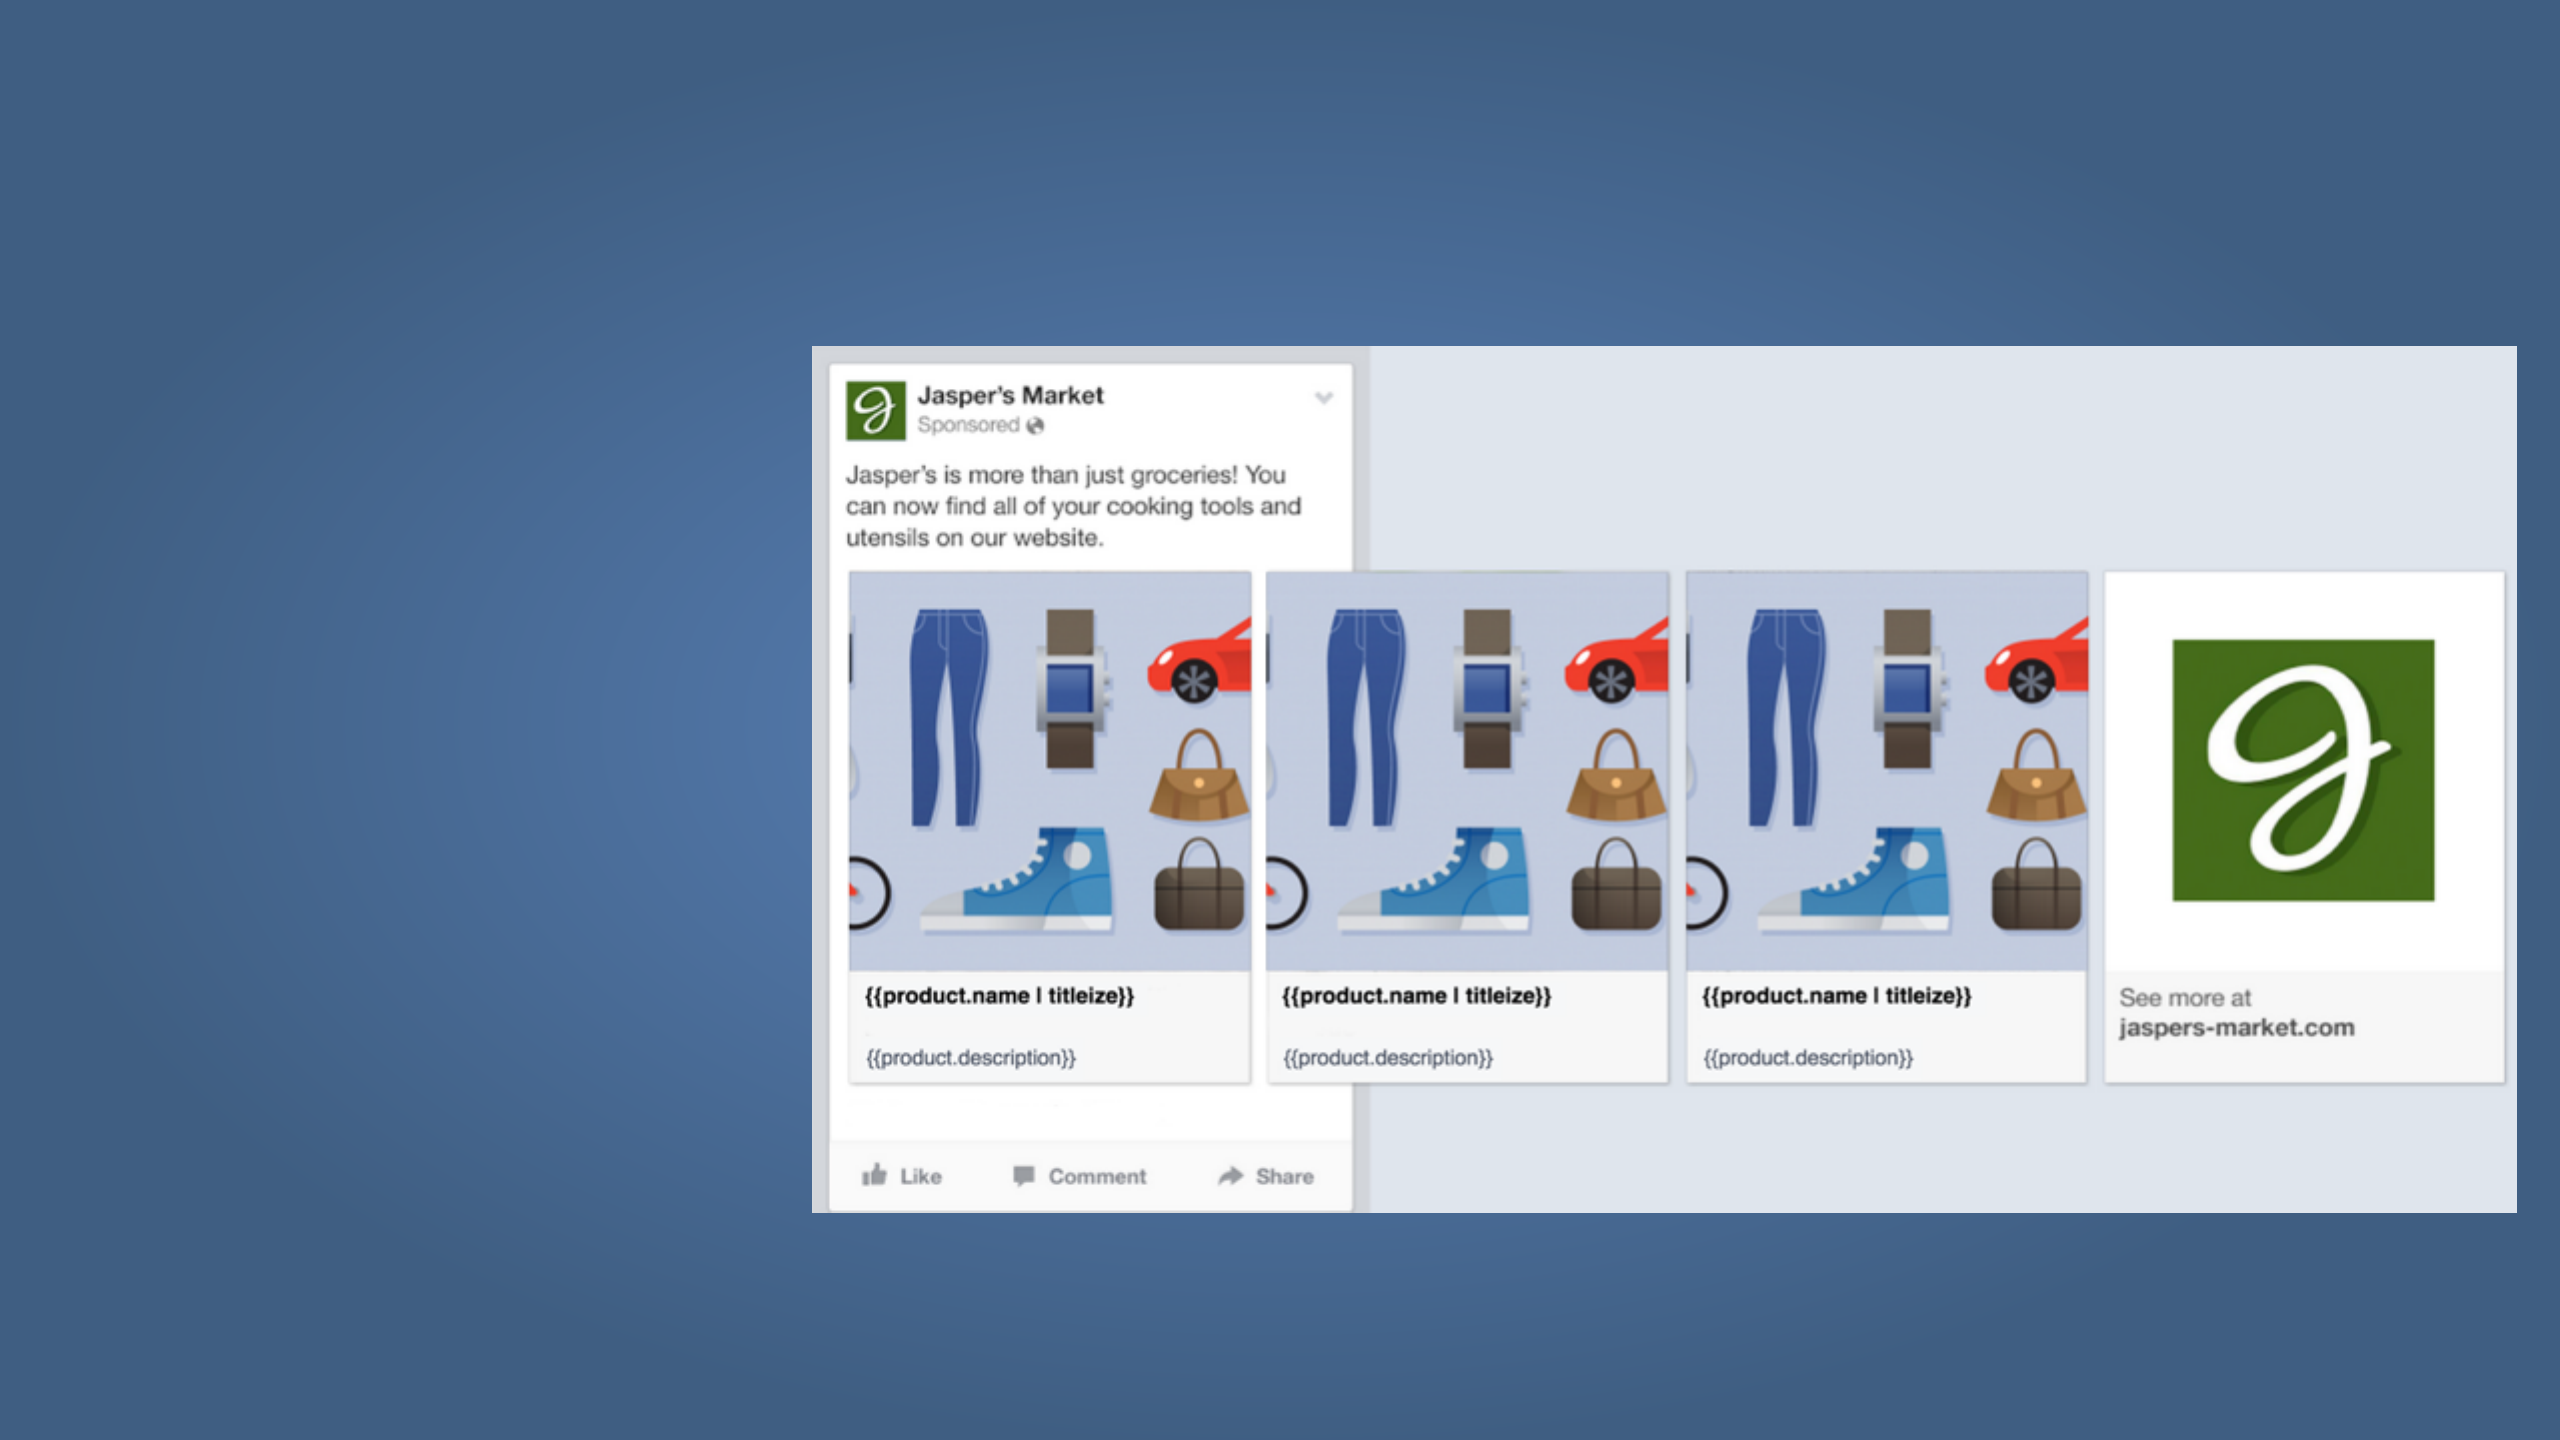 Jasper's Market
Sponsored
Jasper's is more than just groceries! You
can now find all of your cooking tools and
utensils on our website.
{{product.name | titleize}}
{{product.description}}
{{product.name | titleize}}
{{product.description}}
{{product.name | titleize}}
{{product.description}}
See more at
jaspers-market.com
Like
Comment
Share